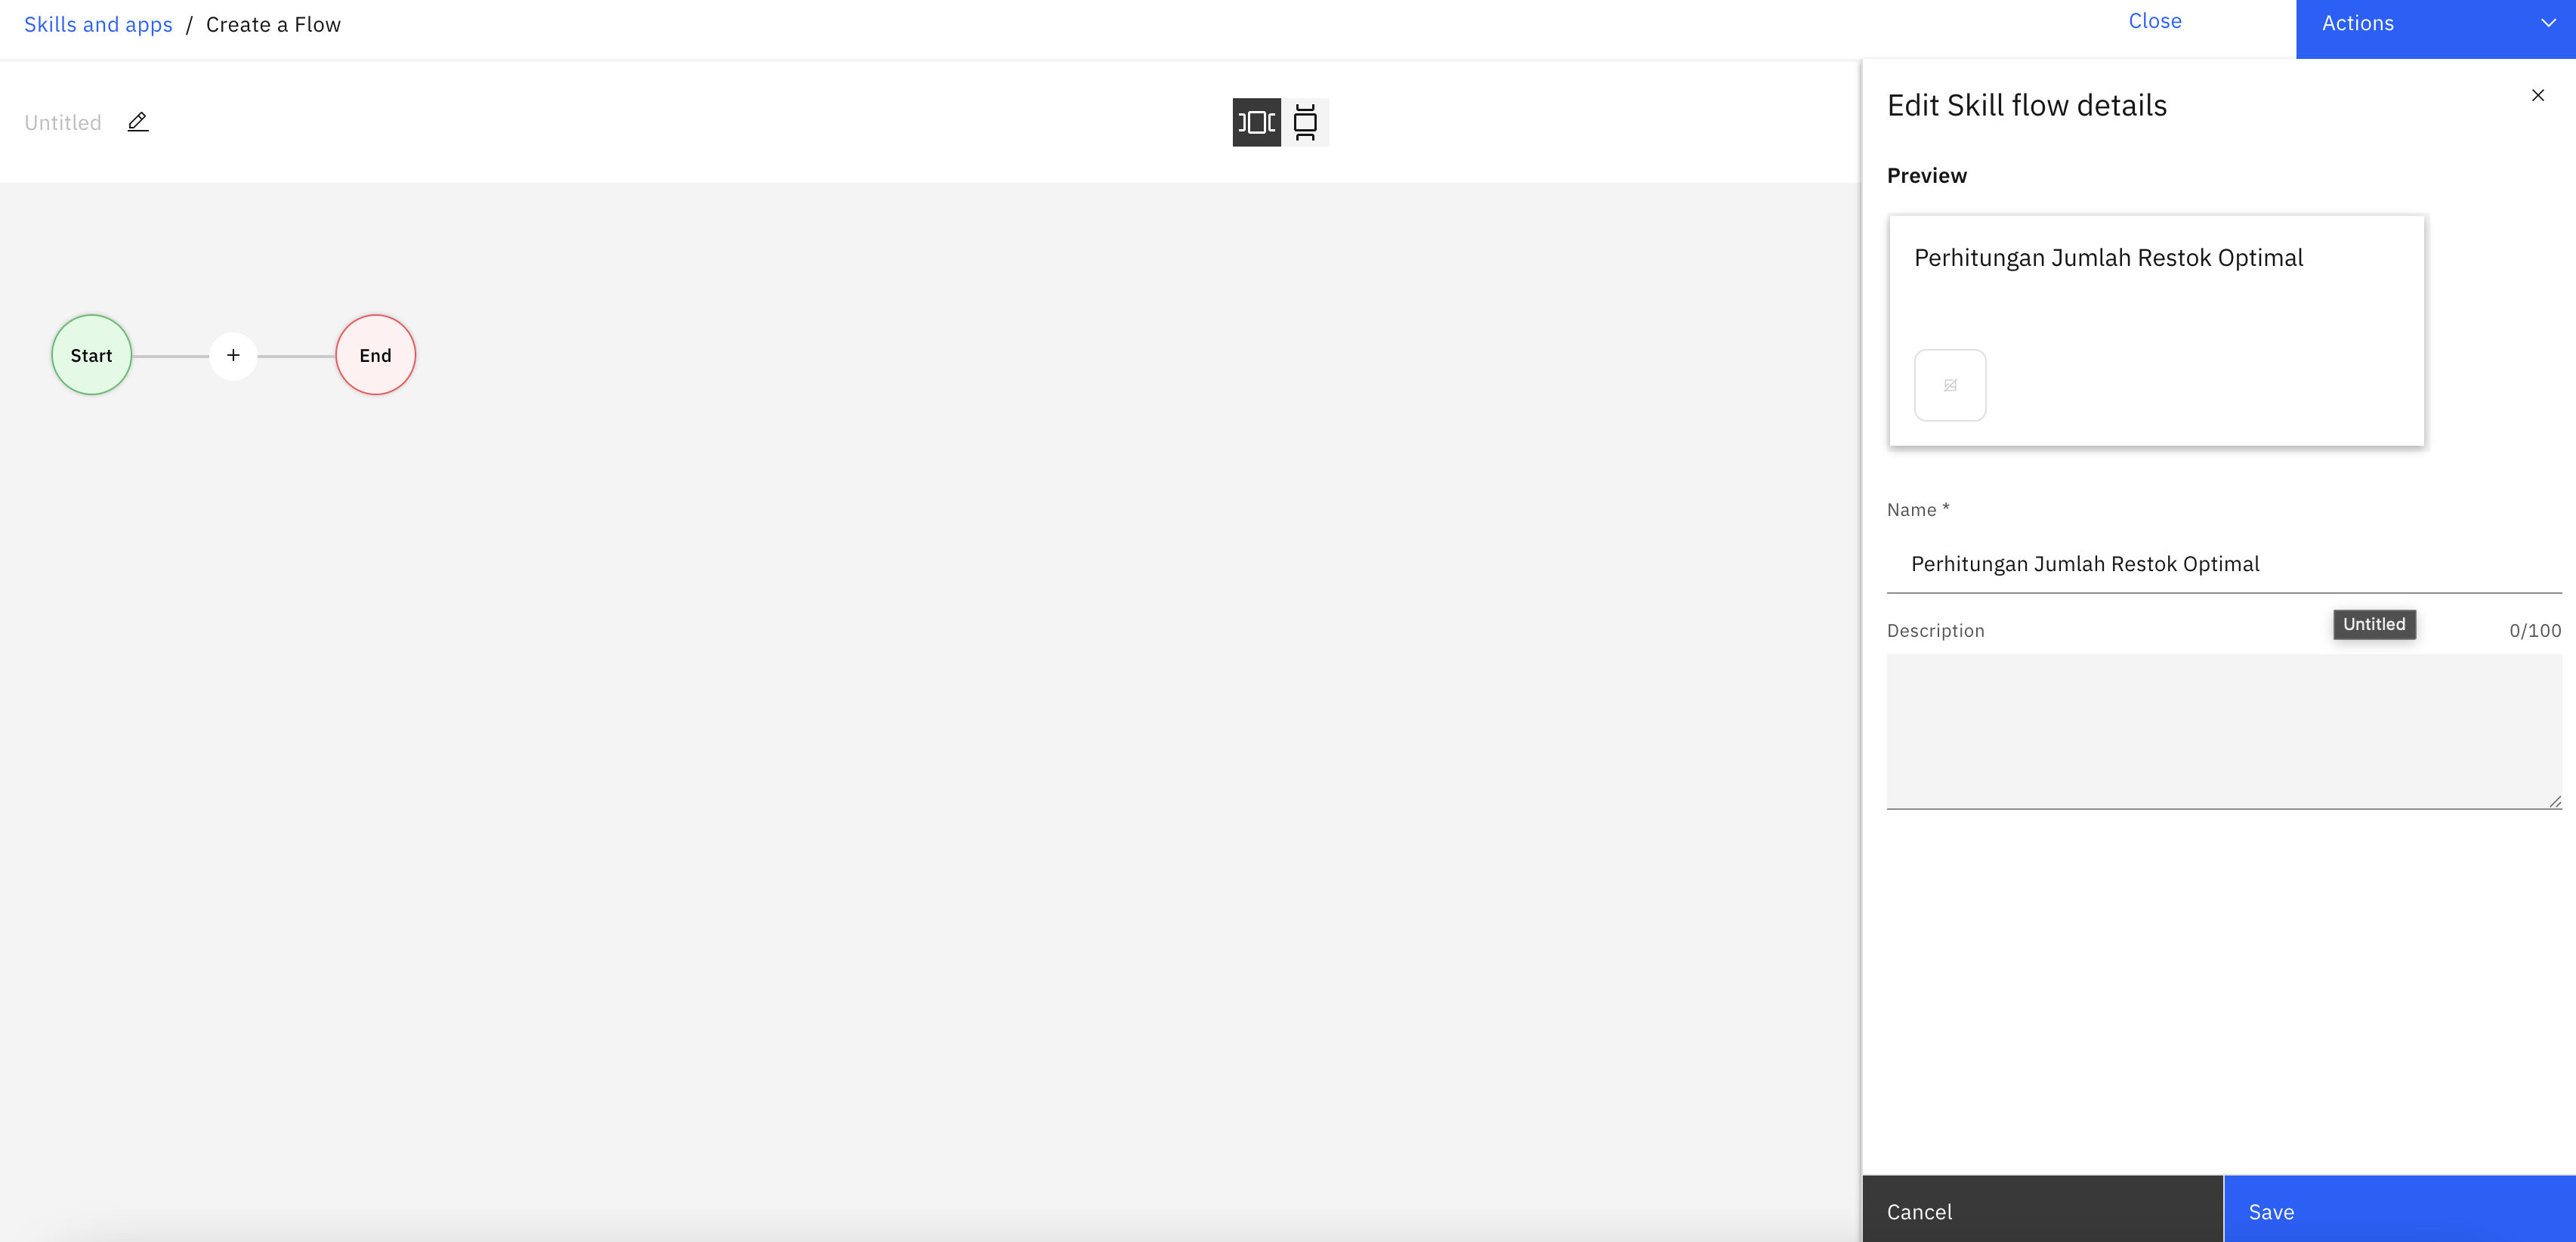 Skills and apps / Create a Flow
Close
Actions
Untitled
Start
+
End
Edit Skill flow details
Preview
Perhitungan Jumlah Restok Optimal
Name *
Perhitungan Jumlah Restok Optimal
Description
Untitled
0/100
Cancel
Save